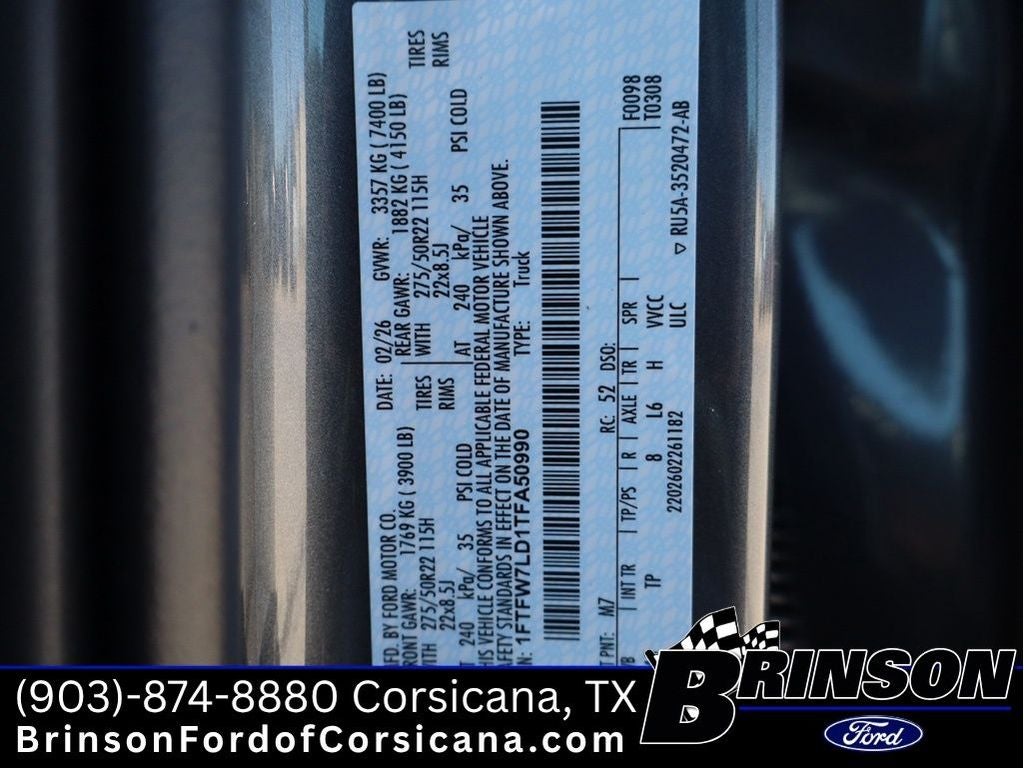 MFD. BY FORD MOTOR CO.
DATE: 02/26 GVWR: 3357 KG ( 7400 LB)
FRONT GAWR: 1769 KG ( 3900 LB)
REAR GAWR: 1882 KG ( 4150 LB)
WITH 275/50R22 115H TIRES
22x8.5J RIMS
WITH 275/50R22 115H TIRES
22x8.5J RIMS
AT 240 kPa/ 35 PSI COLD
AT 240 kPa/ 35 PSI COLD
THIS VEHICLE CONFORMS TO ALL APPLICABLE FEDERAL MOTOR VEHICLE
SAFETY STANDARDS IN EFFECT ON THE DATE OF MANUFACTURE SHOWN ABOVE.
VIN: 1FTFW7LD1TFA50990 TYPE: Truck
EXT PNT: M7 RC: 52 DSO: F0098
T0308
WB | INT TR | TP/PS | R | AXLE | TR | SPR |
TP 8 L6 H VVCC
2202602261182 ULC
▽ RU5A-3520472-AB
(903)-874-8880 Corsicana, TX
BrinsonFordofCorsicana.com
BRINSON
Ford